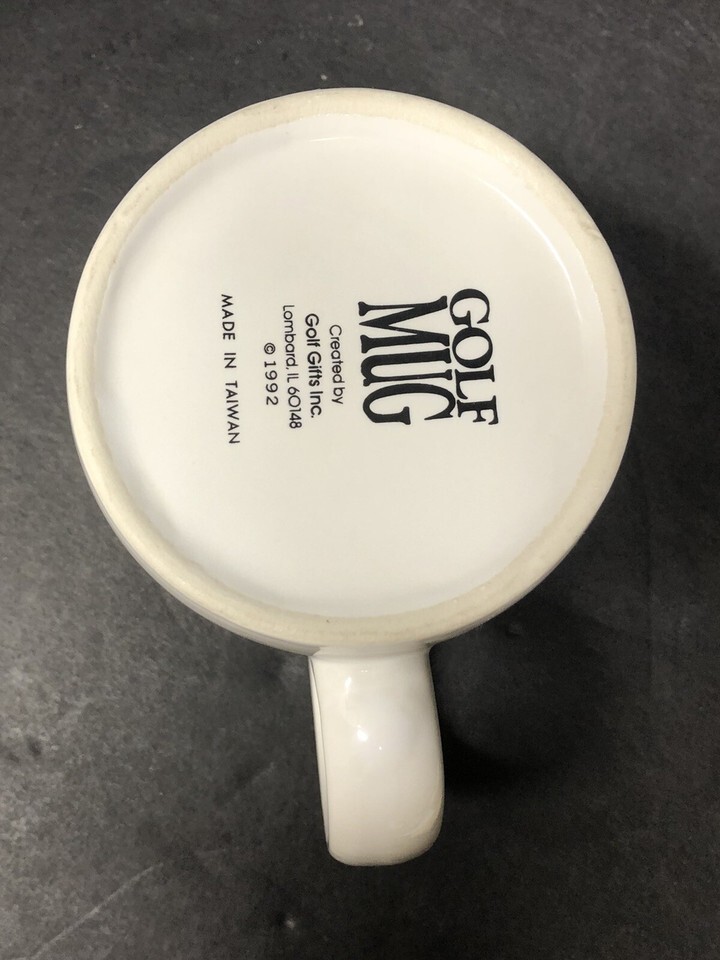 GOLF
MUG
Created by
Golf Gifts Inc.
Lombard, IL 60148
© 1992
MADE IN TAIWAN